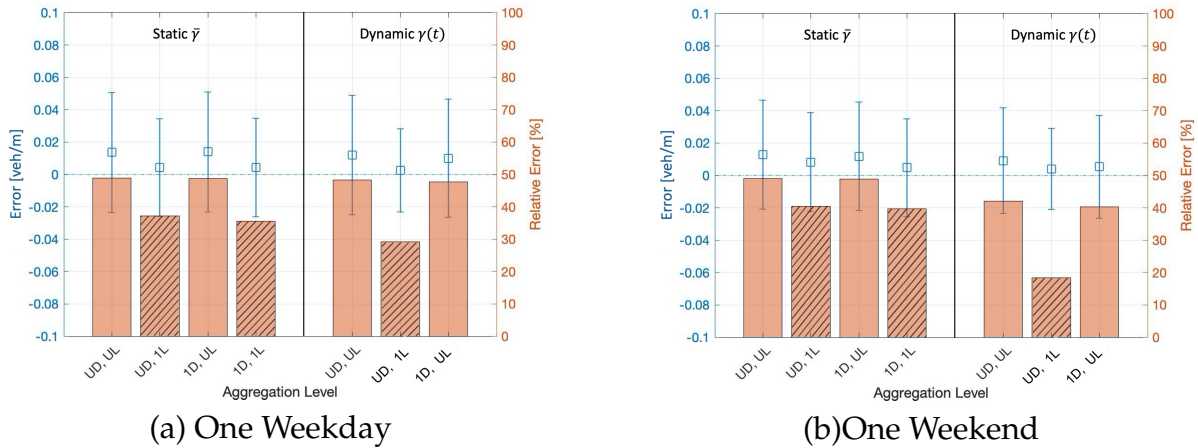 Static γ̄
Dynamic γ(t)
0.1
0.08
0.06
0.04
0.02
0
-0.02
-0.04
-0.06
-0.08
-0.1
Error [veh/m]
100
90
80
70
60
50
40
30
20
10
0
Relative Error [%]
UD, UL
UD, 1L
1D, UL
1D, 1L
UD, UL
UD, 1L
1D, UL
Aggregation Level
(a) One Weekday
Static γ̄
Dynamic γ(t)
0.1
0.08
0.06
0.04
0.02
0
-0.02
-0.04
-0.06
-0.08
-0.1
Error [veh/m]
100
90
80
70
60
50
40
30
20
10
0
Relative Error [%]
UD, UL
UD, 1L
1D, UL
1D, 1L
UD, UL
UD, 1L
1D, UL
Aggregation Level
(b)One Weekend